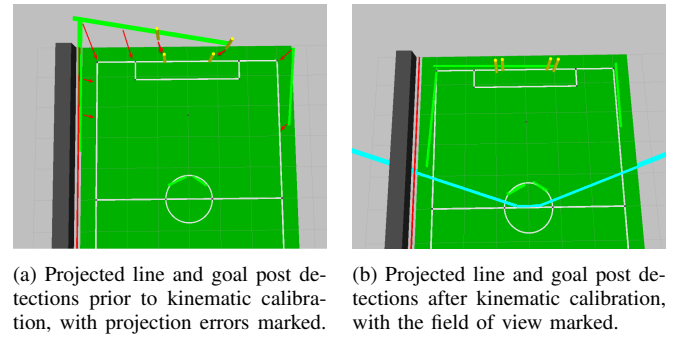 (a) Projected line and goal post de-
tections prior to kinematic calibra-
tion, with projection errors marked.
(b) Projected line and goal post de-
tections after kinematic calibration,
with the field of view marked.